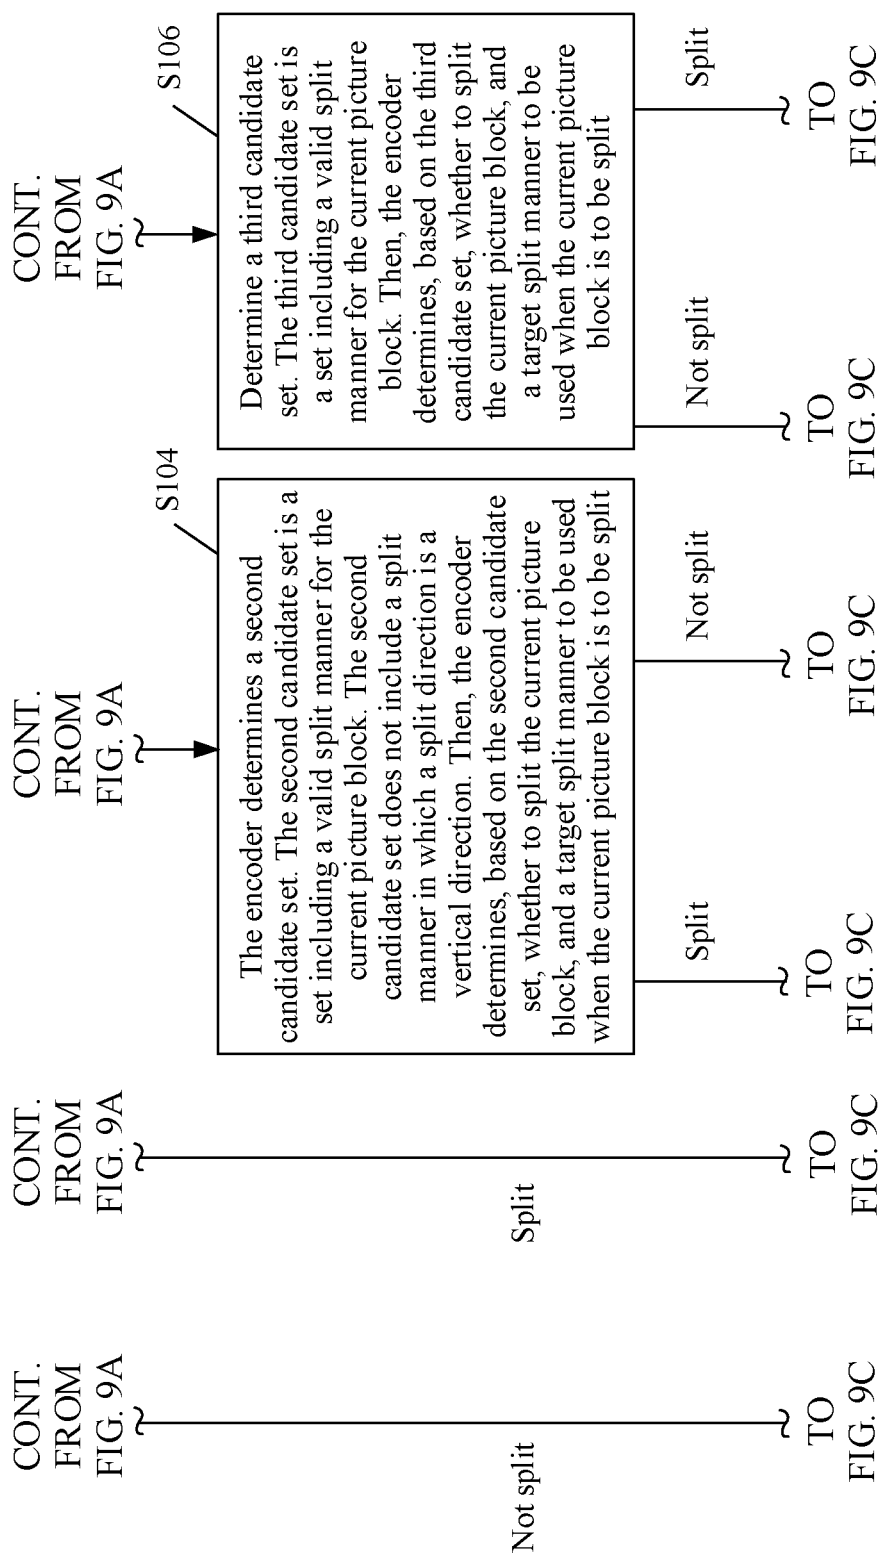 CONT.
FROM
FIG. 9A
CONT.
FROM
FIG. 9A
CONT.
FROM
FIG. 9A
CONT.
FROM
FIG. 9A
S104
S106
The encoder determines a second
candidate set. The second candidate set is a
set including a valid split manner for the
current picture block. The second
candidate set does not include a split
manner in which a split direction is a
vertical direction. Then, the encoder
determines, based on the second candidate
set, whether to split the current picture
block, and a target split manner to be used
when the current picture block is to be split
Determine a third candidate
set. The third candidate set is
a set including a valid split
manner for the current picture
block. Then, the encoder
determines, based on the third
candidate set, whether to split
the current picture block, and
a target split manner to be
used when the current picture
block is to be split
Not split
Split
Split
Not split
Not split
Split
TO
FIG. 9C
TO
FIG. 9C
TO
FIG. 9C
TO
FIG. 9C
TO
FIG. 9C
TO
FIG. 9C